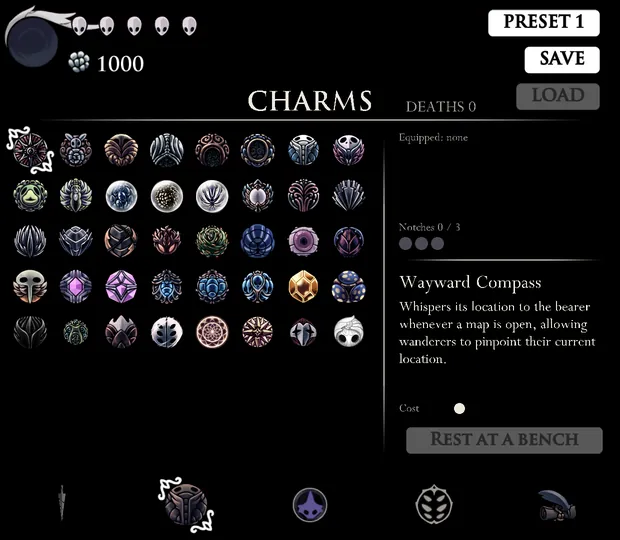 PRESET 1
1000
SAVE
LOAD
CHARMS
DEATHS 0
Equipped: none
Notches 0 / 3
Wayward Compass
Whispers its location to the bearer
whenever a map is open, allowing
wanderers to pinpoint their current
location.
Cost
REST AT A BENCH